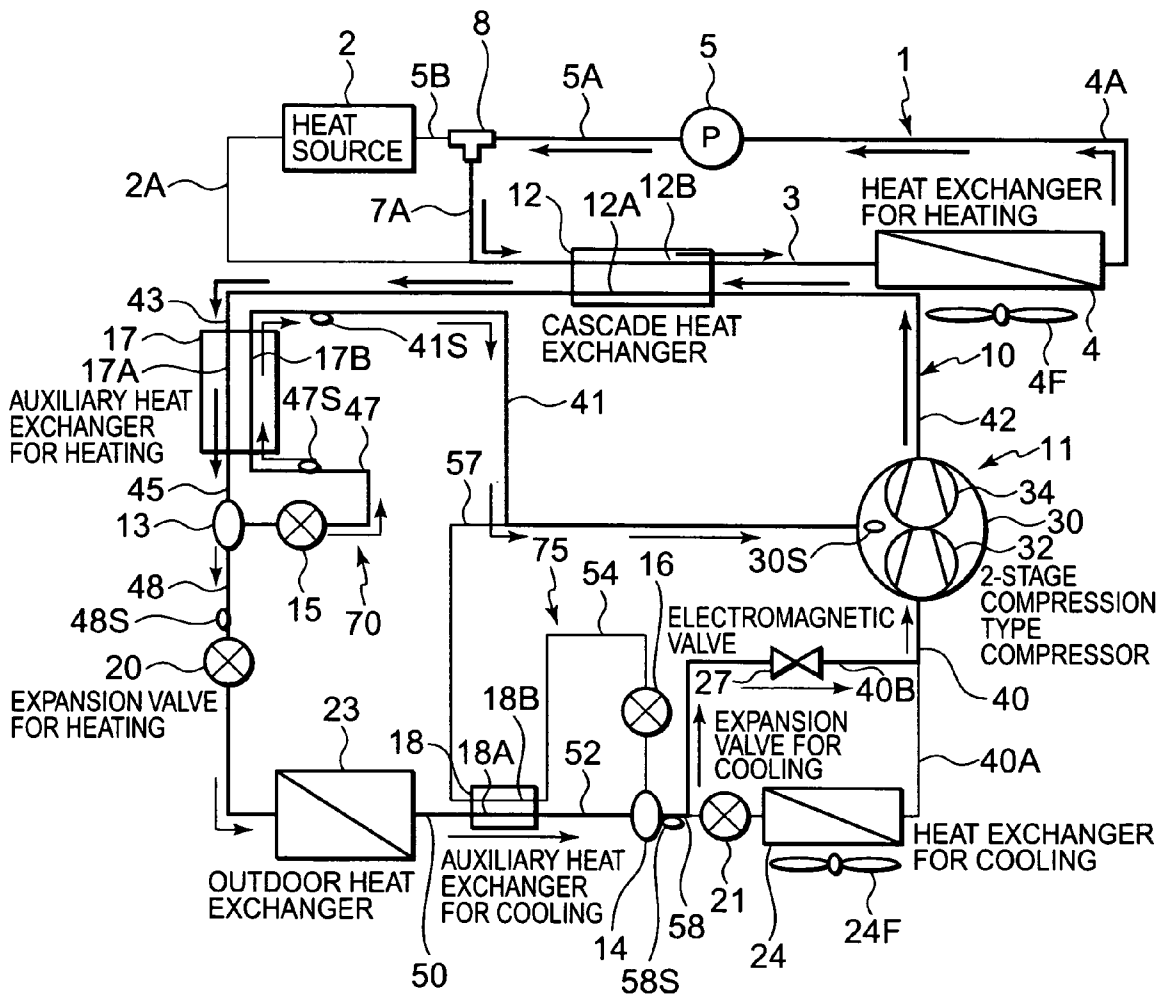 2
8
5B
5A
5
1
4A
HEAT
SOURCE
P
2A
7A
12
12A
12B
3
HEAT EXCHANGER
FOR HEATING
43
17
17A
17B
41S
CASCADE HEAT
EXCHANGER
4F
4
10
AUXILIARY HEAT
EXCHANGER
FOR HEATING
47S
47
41
42
11
45
57
34
13
30
30S
32
75
54
16
48
15
70
2-STAGE
COMPRESSION
TYPE
COMPRESSOR
48S
ELECTROMAGNETIC
VALVE
20
27
40B
40
EXPANSION VALVE
FOR HEATING
23
18
18A
18B
52
EXPANSION
VALVE FOR
COOLING
40A
OUTDOOR HEAT
EXCHANGER
AUXILIARY HEAT
EXCHANGER
FOR COOLING
HEAT EXCHANGER
FOR COOLING
50
14
58S
58
21
24
24F